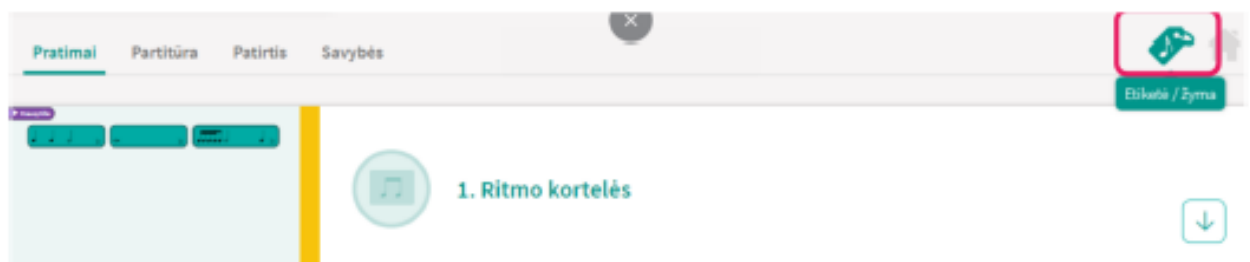 Pratimai Partitūra Patirtis Savybės
Etiketė / žyma
1. Ritmo kortelės